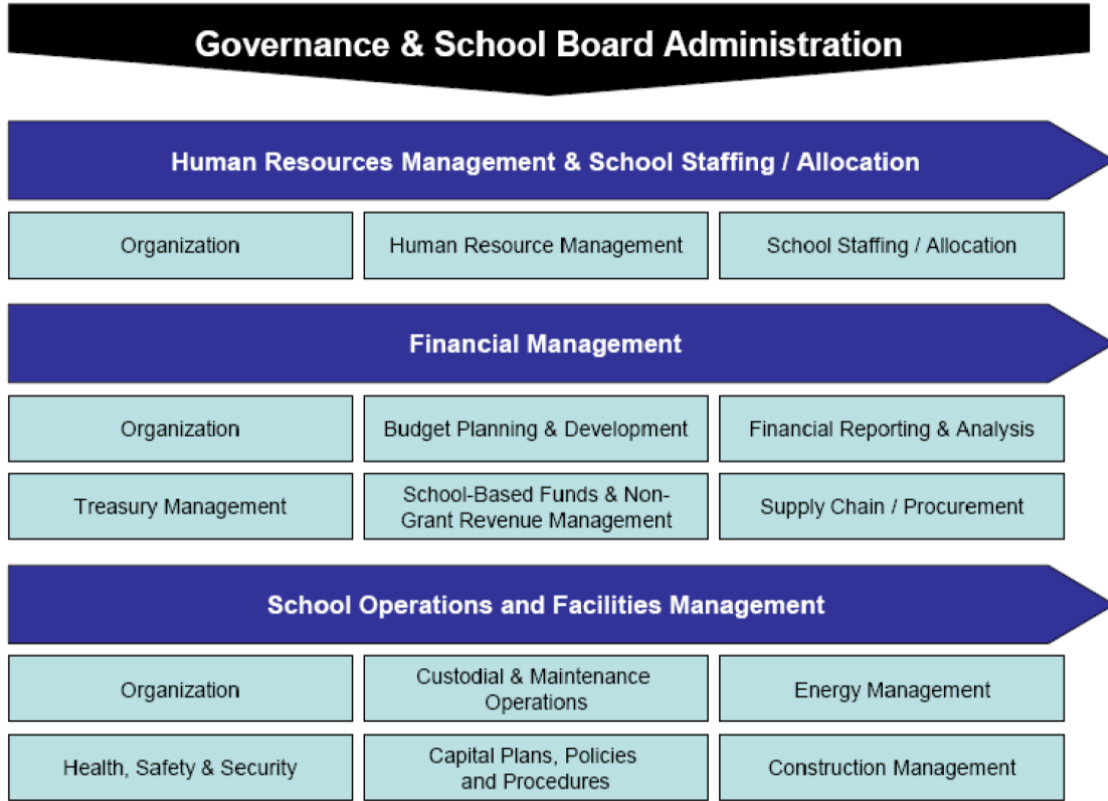 Governance & School Board Administration
Human Resources Management & School Staffing / Allocation
Organization
Human Resource Management
School Staffing / Allocation
Financial Management
Organization
Budget Planning & Development
Financial Reporting & Analysis
Treasury Management
School-Based Funds & Non-
Grant Revenue Management
Supply Chain / Procurement
School Operations and Facilities Management
Organization
Custodial & Maintenance
Operations
Energy Management
Health, Safety & Security
Capital Plans, Policies
and Procedures
Construction Management